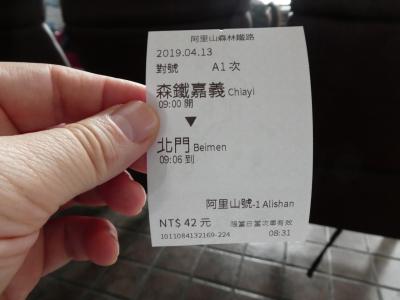 阿里山森林鐵路
2019.04.13
對號 A1 次
森鐵嘉義 Chiayi
09:00 開
▼
北門 Beimen
09:06 到
阿里山號-1 Alishan
NT$ 42 元 限當日當次車有效
1011084132169-224 08:31